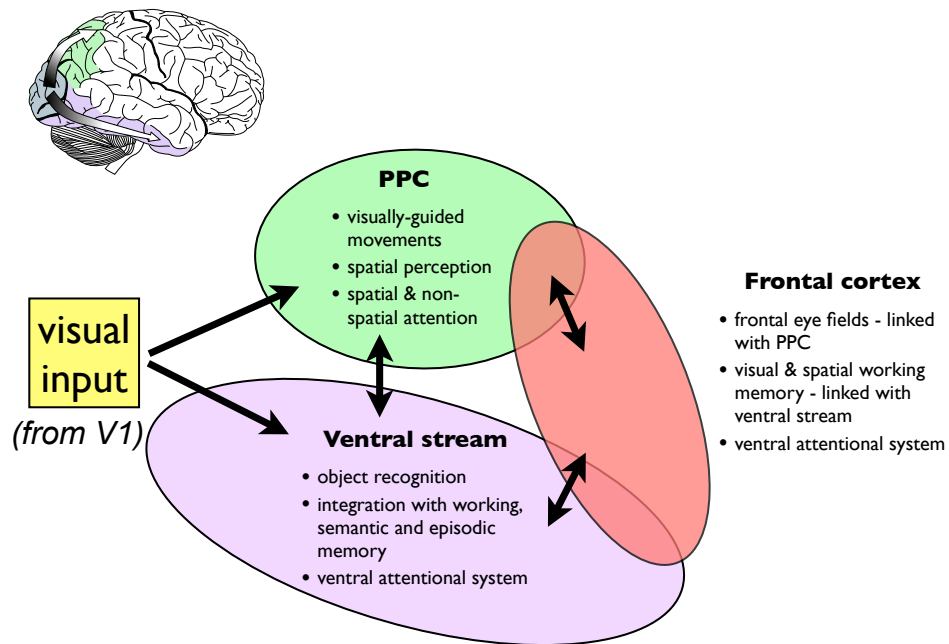 PPC
• visually-guided
movements
• spatial perception
• spatial & non-
spatial attention
visual
input
(from V1)
Frontal cortex
• frontal eye fields - linked
with PPC
• visual & spatial working
memory - linked with
ventral stream
• ventral attentional system
Ventral stream
• object recognition
• integration with working,
semantic and episodic
memory
• ventral attentional system